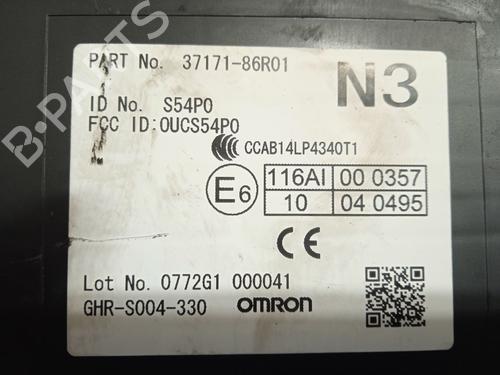 PART No. 37171-86R01
N3
ID No. S54P0
FCC ID:OUCS54P0
CCAB14LP4340T1
E6
116AI 00 0357
10 04 0495
CE
Lot No. 0772G1 000041
GHR-S004-330 OMRON
B-PARTS